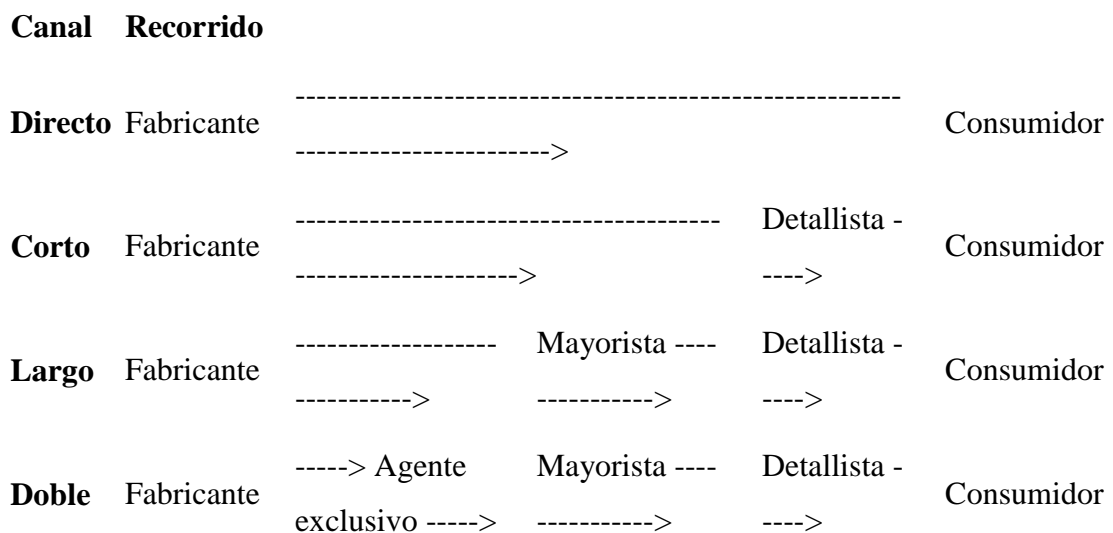 Canal Recorrido
Directo Fabricante --------------------------------------------------------- ------------------------> Consumidor
Corto Fabricante ---------------------------------------- ---------------------> Detallista - ----> Consumidor
Largo Fabricante ------------------- -----------> Mayorista ---- -----------> Detallista - ----> Consumidor
Doble Fabricante -----> Agente exclusivo -----> Mayorista ---- -----------> Detallista - ----> Consumidor